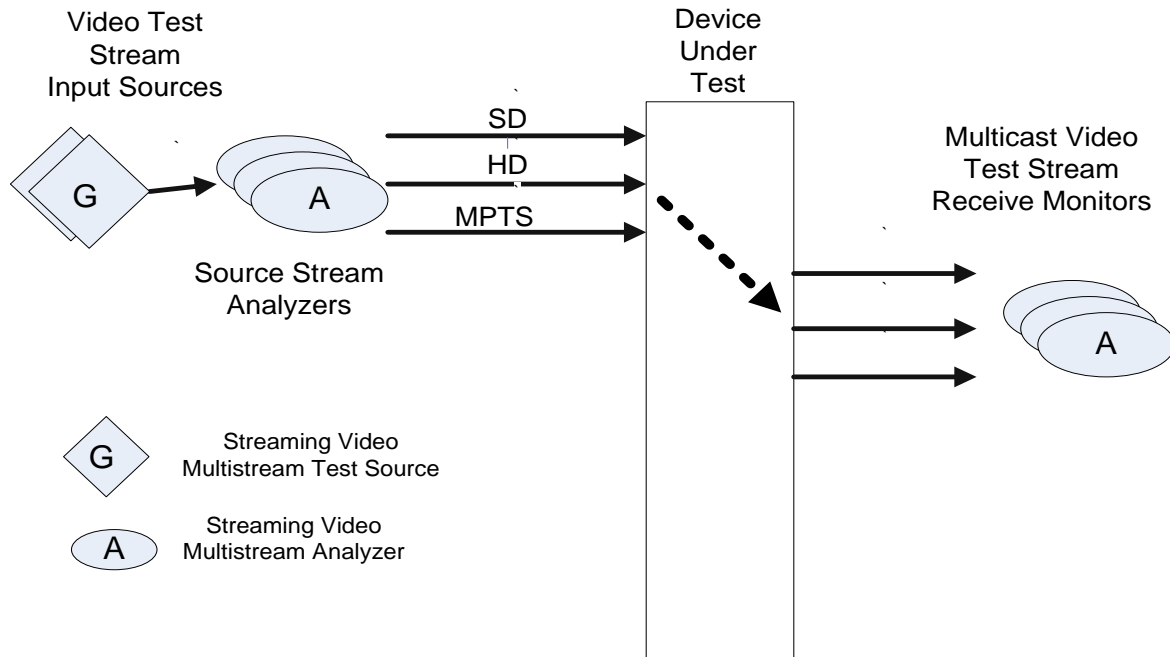 Video Test
Stream
Input Sources
G
A
Source Stream
Analyzers
SD
HD
MPTS
Device
Under
Test
Multicast Video
Test Stream
Receive Monitors
A
G
Streaming Video
Multistream Test Source
A
Streaming Video
Multistream Analyzer